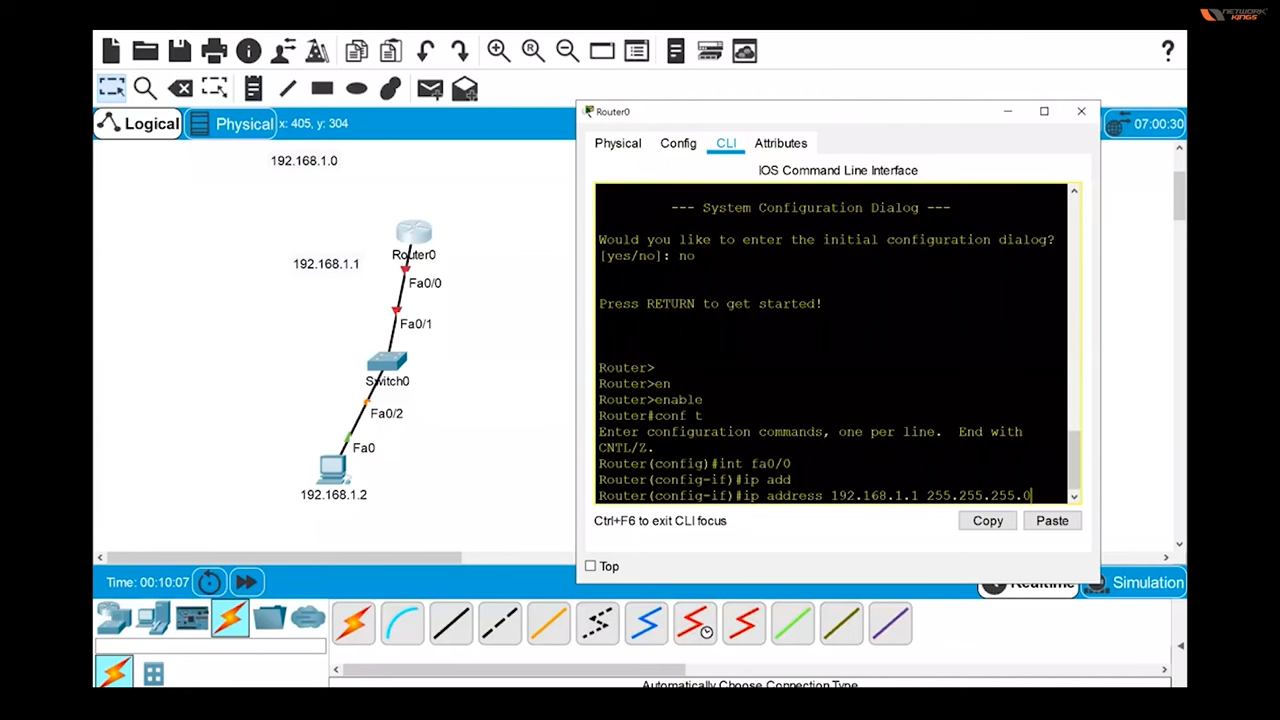 NETWORK
KINGS
?
Logical
Physical
x: 405, y: 304
07:00:30
192.168.1.0
Router0
192.168.1.1
Fa0/0
Fa0/1
Switch0
Fa0/2
Fa0
192.168.1.2
Router0
Physical Config CLI Attributes
IOS Command Line Interface
--- System Configuration Dialog ---
Would you like to enter the initial configuration dialog?
[yes/no]: no
Press RETURN to get started!
Router>
Router>en
Router>enable
Router#conf t
Enter configuration commands, one per line.  End with
CNTL/Z.
Router(config)#int fa0/0
Router(config-if)#ip add
Router(config-if)#ip address 192.168.1.1 255.255.255.0
Ctrl+F6 to exit CLI focus
Copy
Paste
Top
Time: 00:10:07
Realtime
Simulation
Automatically Choose Connection Type